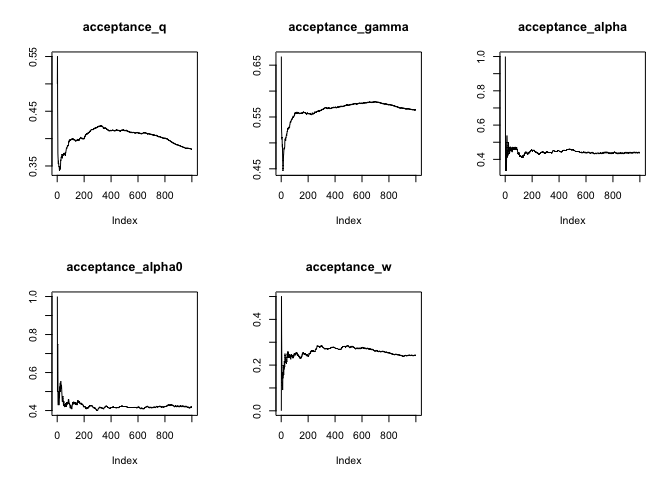 acceptance_q
0.35 0.45 0.55
0 200 400 600 800
Index
acceptance_gamma
0.45 0.55 0.65
0 200 400 600 800
Index
acceptance_alpha
0.4 0.6 0.8 1.0
0 200 400 600 800
Index
acceptance_alpha0
0.4 0.6 0.8 1.0
0 200 400 600 800
Index
acceptance_w
0.0 0.2 0.4
0 200 400 600 800
Index